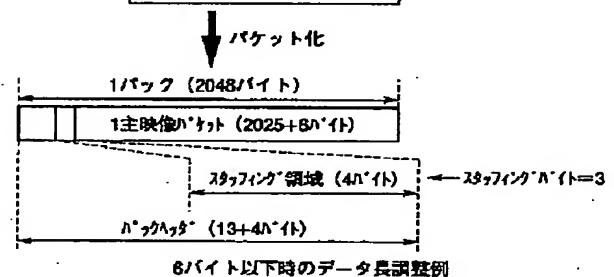 パケット化
1パック (2048バイト)
1主映像パケット (2025+6バイト)
スタッフィング領域 (4バイト)
スタッフィングバイト=3
パックヘッダ (13+4バイト)
6バイト以下時のデータ長調整例